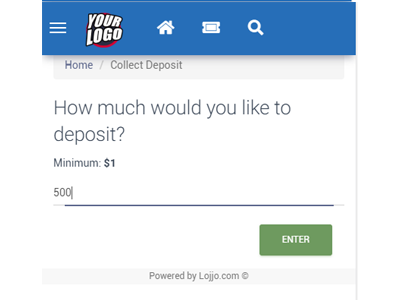 YOUR
LOGO
Home / Collect Deposit
How much would you like to
deposit?
Minimum: $1
500
ENTER
Powered by Lojjo.com ©